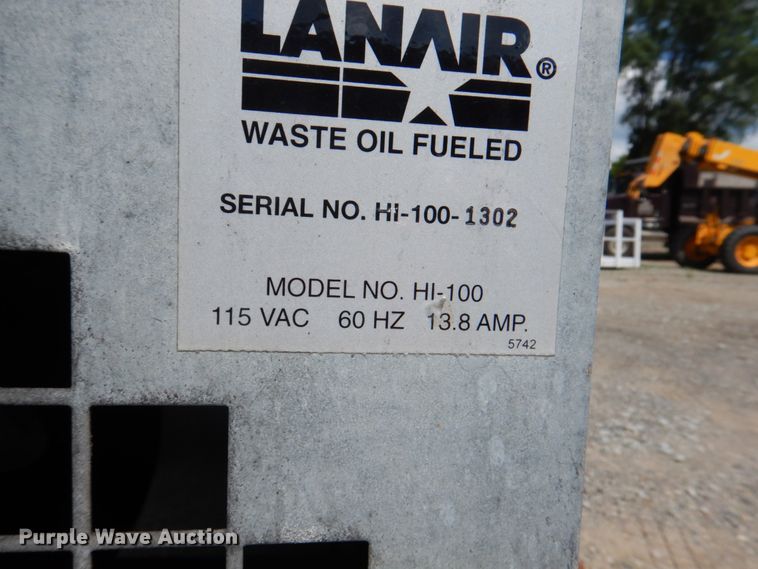 LANAIR®
WASTE OIL FUELED
SERIAL NO. HI-100-1302
MODEL NO. HI-100
115 VAC 60 HZ 13.8 AMP.
5742
Purple Wave Auction